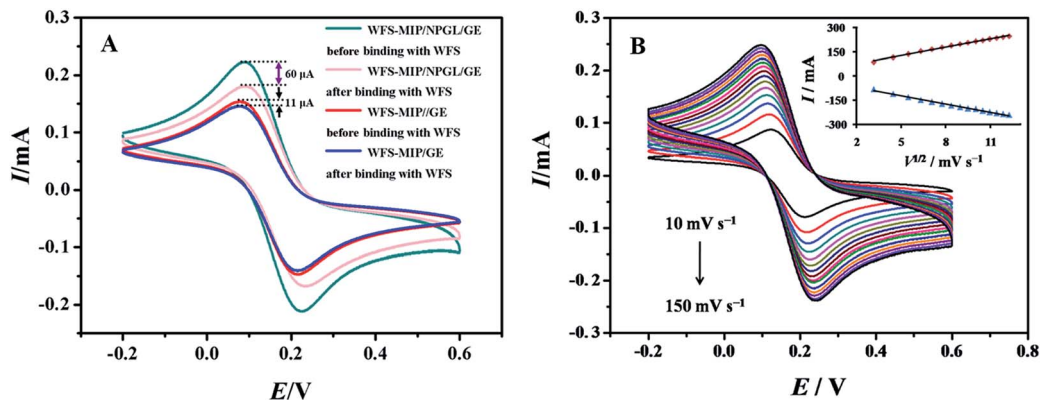 A
0.3
0.2
0.1
0.0
-0.1
-0.2
I/mA
-0.2
0.0
0.2
0.4
0.6
E/V
60 μA
11 μA
WFS-MIP/NPGL/GE
before binding with WFS
WFS-MIP/NPGL/GE
after binding with WFS
WFS-MIP//GE
before binding with WFS
WFS-MIP/GE
after binding with WFS
B
0.3
0.2
0.1
0.0
-0.1
-0.2
-0.3
I/mA
-0.2
0.0
0.2
0.4
0.6
E / V
10 mV s⁻¹
150 mV s⁻¹
300
150
0
-150
-300
I / mA
2
5
8
11
V1/2 / mV s⁻¹